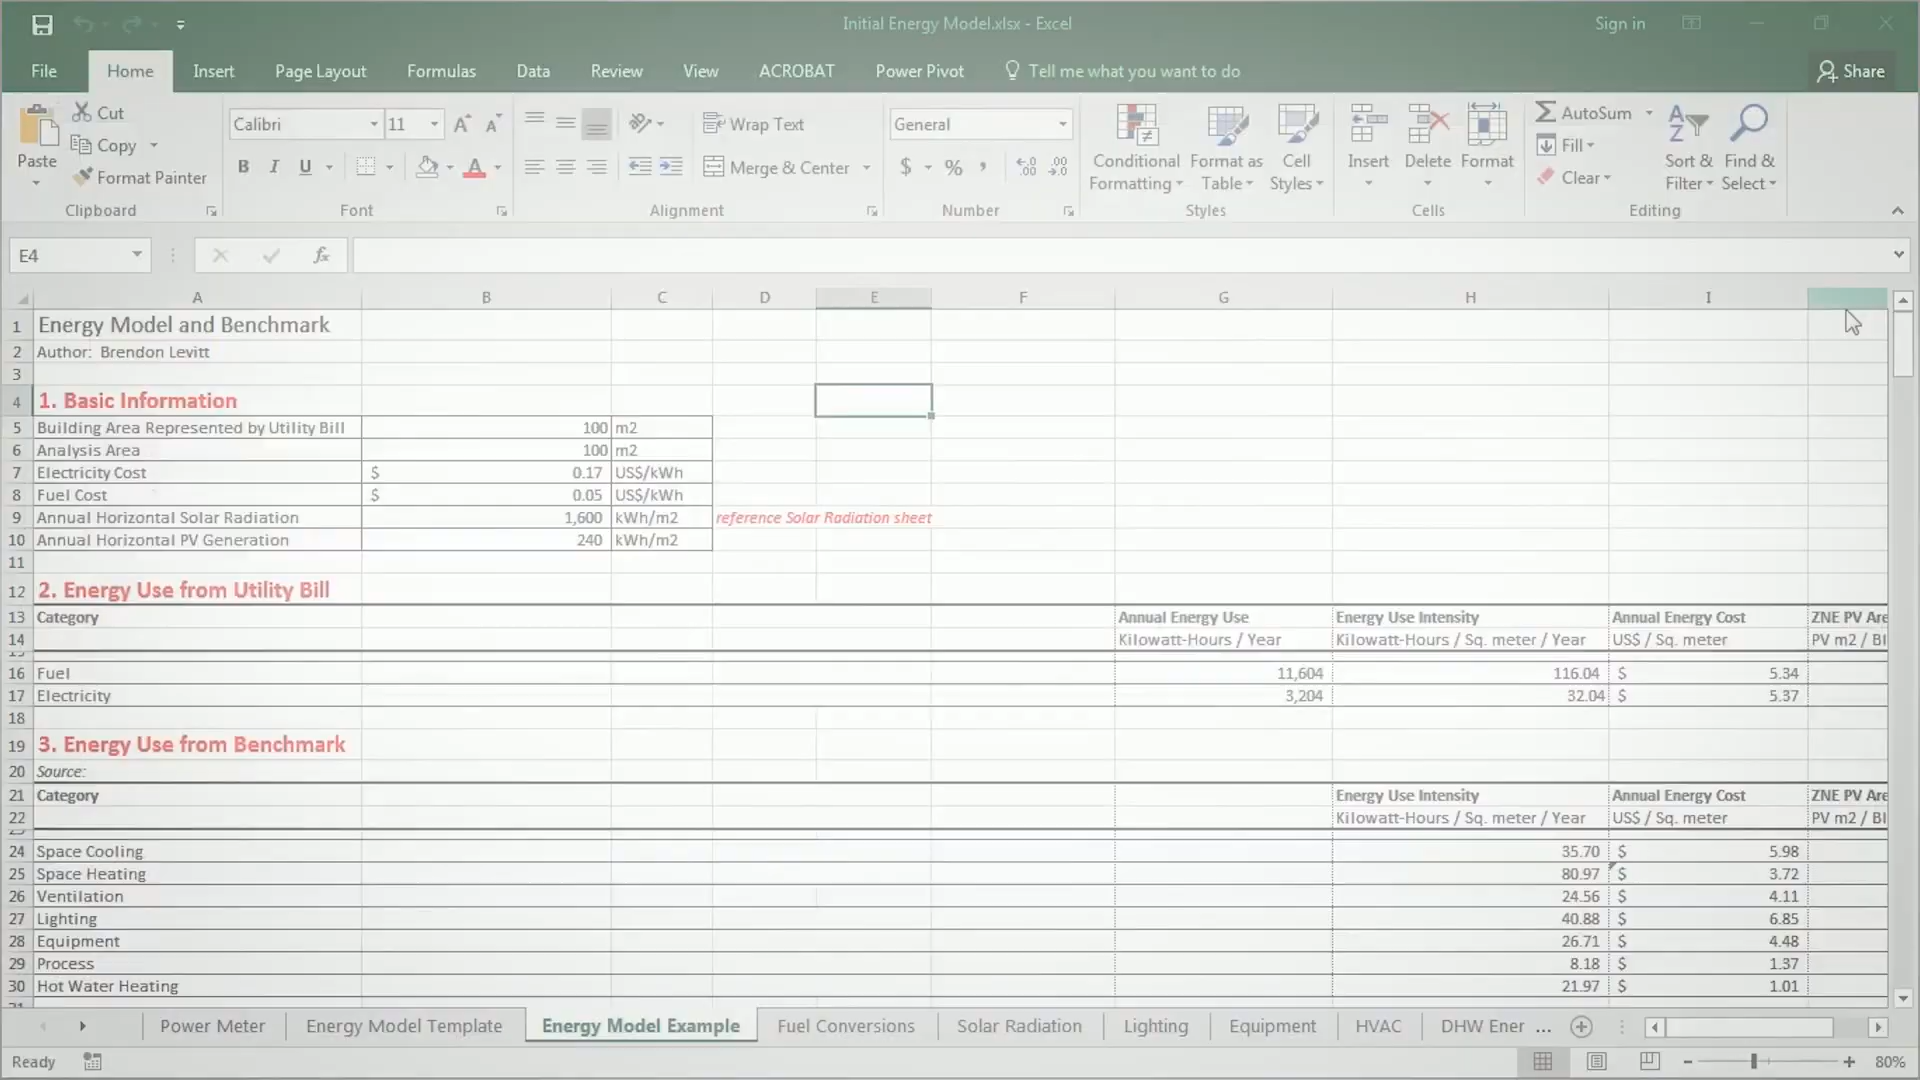 Initial Energy Model.xlsx - Excel
Sign in
File Home Insert Page Layout Formulas Data Review View ACROBAT Power Pivot Tell me what you want to do Share
Paste
Cut
Copy
Format Painter
Clipboard
Calibri 11
B I U
Font
Wrap Text
Merge & Center
Alignment
General
$ % ,
Number
Conditional Formatting
Format as Table
Cell Styles
Styles
Insert Delete Format
Cells
AutoSum
Fill
Clear
Sort & Filter
Find & Select
Editing
E4 fx
A B C D E F G H I
1 Energy Model and Benchmark
2 Author: Brendon Levitt
3
4 1. Basic Information
5 Building Area Represented by Utility Bill 100 m2
6 Analysis Area 100 m2
7 Electricity Cost $ 0.17 US$/kWh
8 Fuel Cost $ 0.05 US$/kWh
9 Annual Horizontal Solar Radiation 1,600 kWh/m2 reference Solar Radiation sheet
10 Annual Horizontal PV Generation 240 kWh/m2
11
12 2. Energy Use from Utility Bill
13 Category Annual Energy Use Energy Use Intensity Annual Energy Cost ZNE PV Are
14 Kilowatt-Hours / Year Kilowatt-Hours / Sq. meter / Year US$ / Sq. meter PV m2 / Bl
16 Fuel 11,604 116.04 $ 5.34
17 Electricity 3,204 32.04 $ 5.37
18
19 3. Energy Use from Benchmark
20 Source:
21 Category Energy Use Intensity Annual Energy Cost ZNE PV Are
22 Kilowatt-Hours / Sq. meter / Year US$ / Sq. meter PV m2 / Bl
24 Space Cooling 35.70 $ 5.98
25 Space Heating 80.97 $ 3.72
26 Ventilation 24.56 $ 4.11
27 Lighting 40.88 $ 6.85
28 Equipment 26.71 $ 4.48
29 Process 8.18 $ 1.37
30 Hot Water Heating 21.97 $ 1.01
Power Meter Energy Model Template Energy Model Example Fuel Conversions Solar Radiation Lighting Equipment HVAC DHW Ener ...
Ready 80%